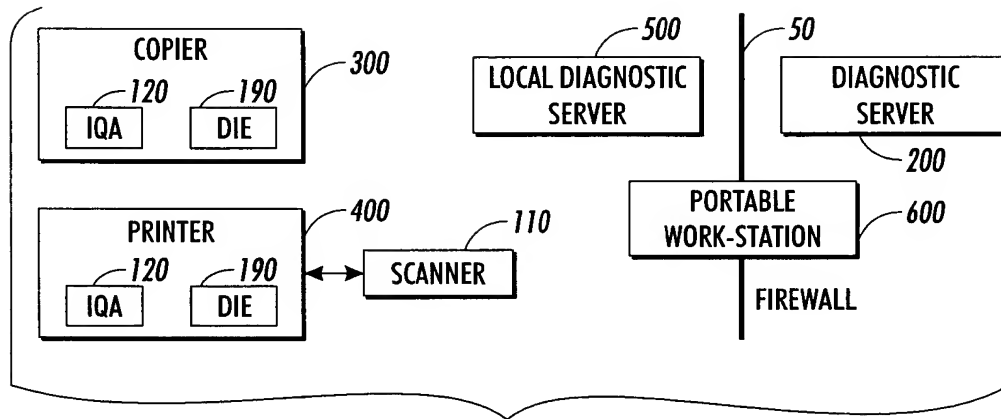 COPIER
300
120
190
IQA
DIE
500
LOCAL DIAGNOSTIC
SERVER
50
DIAGNOSTIC
SERVER
200
PRINTER
400
120
190
IQA
DIE
110
SCANNER
PORTABLE
WORK-STATION
600
FIREWALL